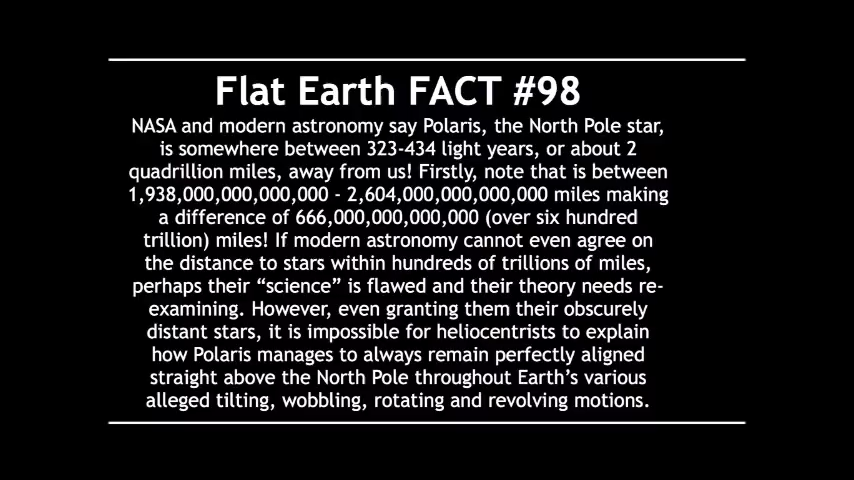 Flat Earth FACT #98
NASA and modern astronomy say Polaris, the North Pole star,
is somewhere between 323-434 light years, or about 2
quadrillion miles, away from us! Firstly, note that is between
1,938,000,000,000,000 - 2,604,000,000,000,000 miles making
a difference of 666,000,000,000,000 (over six hundred
trillion) miles! If modern astronomy cannot even agree on
the distance to stars within hundreds of trillions of miles,
perhaps their “science” is flawed and their theory needs re-
examining. However, even granting them their obscurely
distant stars, it is impossible for heliocentrists to explain
how Polaris manages to always remain perfectly aligned
straight above the North Pole throughout Earth’s various
alleged tilting, wobbling, rotating and revolving motions.